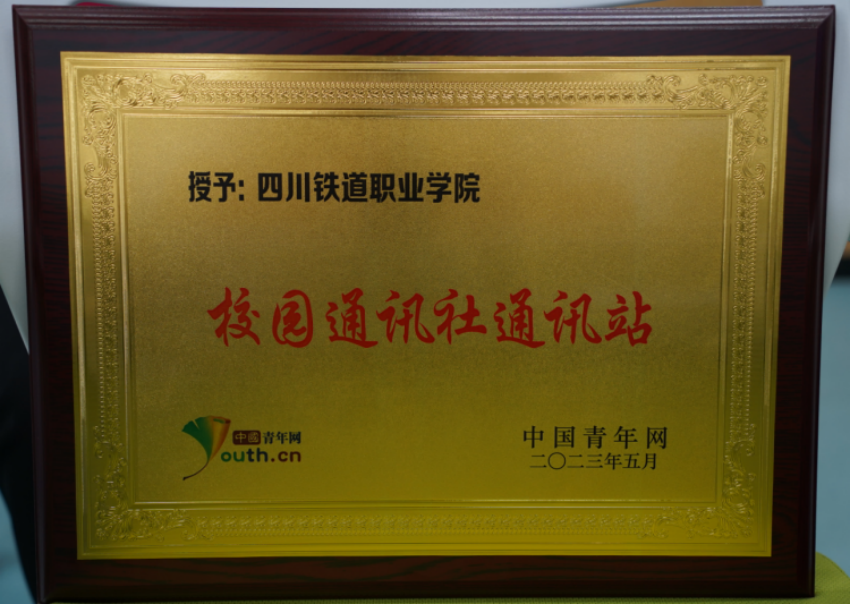 授予：四川铁道职业学院
校园通讯社通讯站
中國青年网
Youth.cn
中国青年网
二〇二三年五月